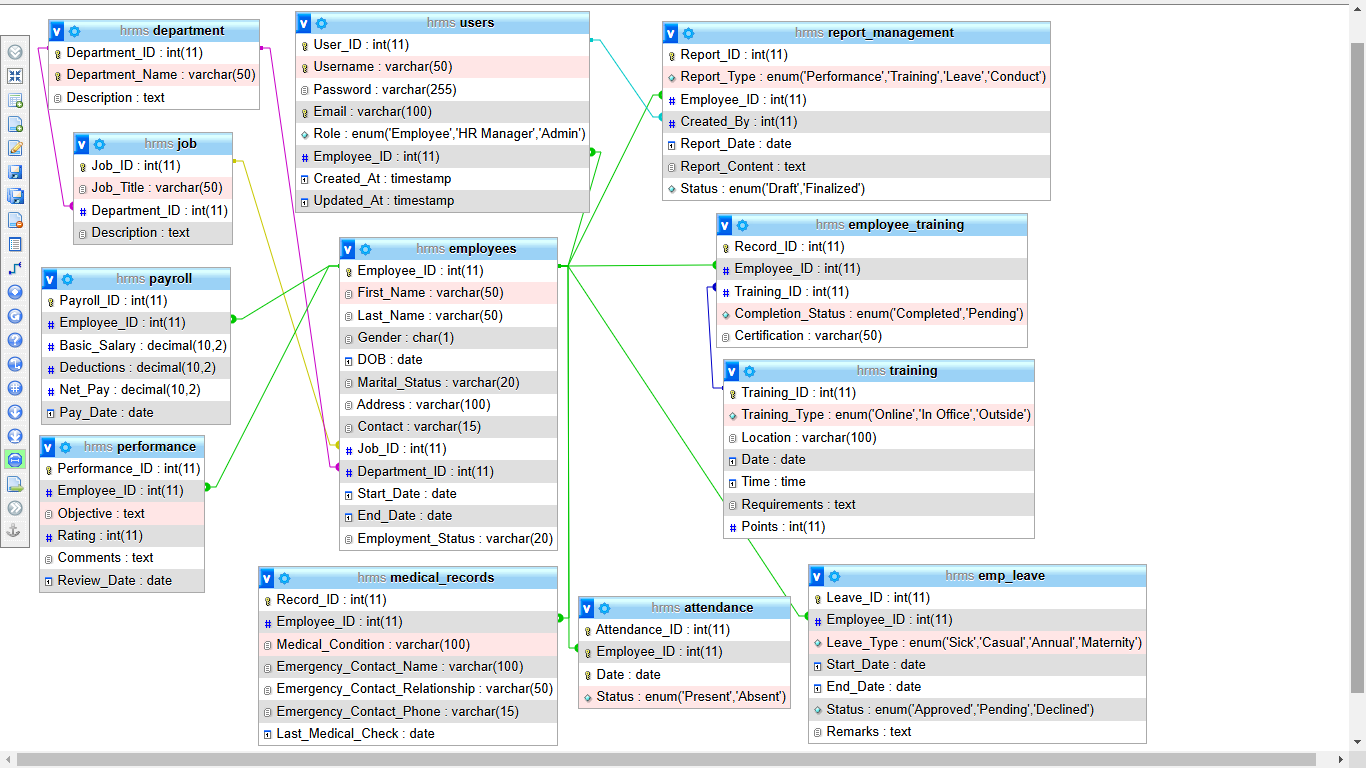 hrms department
Department_ID : int(11)
Department_Name : varchar(50)
Description : text
hrms job
Job_ID : int(11)
Job_Title : varchar(50)
Department_ID : int(11)
Description : text
hrms payroll
Payroll_ID : int(11)
Employee_ID : int(11)
Basic_Salary : decimal(10,2)
Deductions : decimal(10,2)
Net_Pay : decimal(10,2)
Pay_Date : date
hrms performance
Performance_ID : int(11)
Employee_ID : int(11)
Objective : text
Rating : int(11)
Comments : text
Review_Date : date
hrms users
User_ID : int(11)
Username : varchar(50)
Password : varchar(255)
Email : varchar(100)
Role : enum('Employee','HR Manager','Admin')
Employee_ID : int(11)
Created_At : timestamp
Updated_At : timestamp
hrms employees
Employee_ID : int(11)
First_Name : varchar(50)
Last_Name : varchar(50)
Gender : char(1)
DOB : date
Marital_Status : varchar(20)
Address : varchar(100)
Contact : varchar(15)
Job_ID : int(11)
Department_ID : int(11)
Start_Date : date
End_Date : date
Employment_Status : varchar(20)
hrms medical_records
Record_ID : int(11)
Employee_ID : int(11)
Medical_Condition : varchar(100)
Emergency_Contact_Name : varchar(100)
Emergency_Contact_Relationship : varchar(50)
Emergency_Contact_Phone : varchar(15)
Last_Medical_Check : date
hrms attendance
Attendance_ID : int(11)
Employee_ID : int(11)
Date : date
Status : enum('Present','Absent')
hrms report_management
Report_ID : int(11)
Report_Type : enum('Performance','Training','Leave','Conduct')
Employee_ID : int(11)
Created_By : int(11)
Report_Date : date
Report_Content : text
Status : enum('Draft','Finalized')
hrms employee_training
Record_ID : int(11)
Employee_ID : int(11)
Training_ID : int(11)
Completion_Status : enum('Completed','Pending')
Certification : varchar(50)
hrms training
Training_ID : int(11)
Training_Type : enum('Online','In Office','Outside')
Location : varchar(100)
Date : date
Time : time
Requirements : text
Points : int(11)
hrms emp_leave
Leave_ID : int(11)
Employee_ID : int(11)
Leave_Type : enum('Sick','Casual','Annual','Maternity')
Start_Date : date
End_Date : date
Status : enum('Approved','Pending','Declined')
Remarks : text